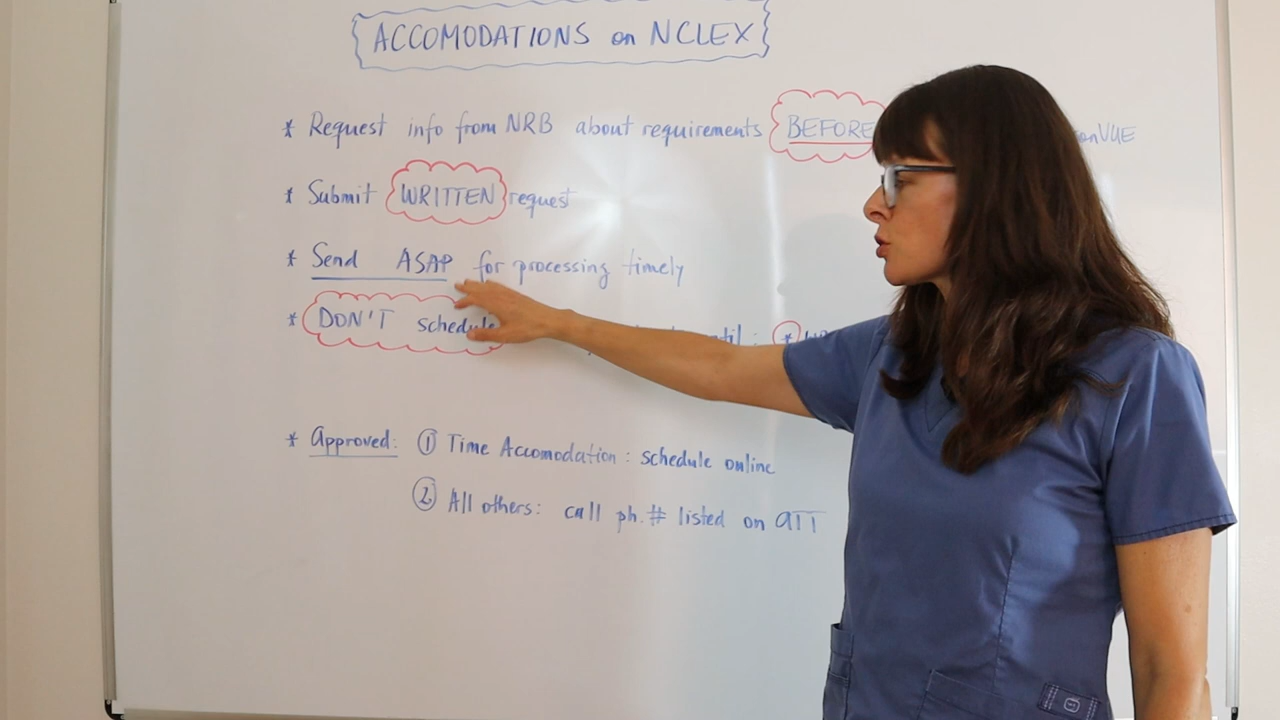 ACCOMODATIONS on NCLEX
* Request info from NRB about requirements BEFORE
* Submit WRITTEN request
* Send ASAP for processing timely
* DON'T schedule
* Approved: ① Time Accomodation: schedule online
② All others: call ph.# listed on ATT